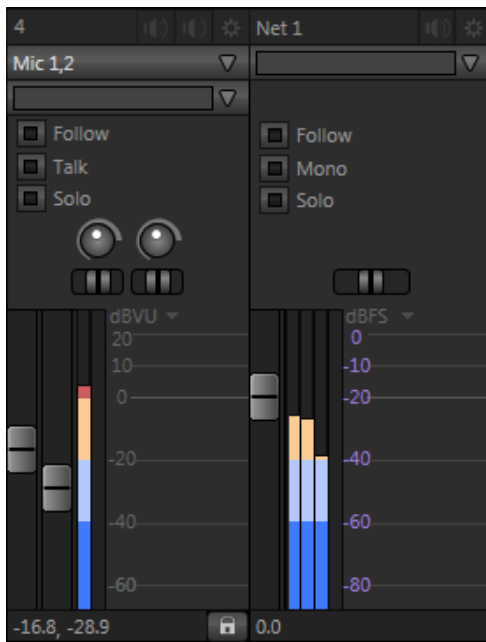 4
Mic 1,2
Follow
Talk
Solo
dBVU
20
10
0
-20
-40
-60
-16.8, -28.9
Net 1
Follow
Mono
Solo
dBFS
0
-10
-20
-40
-60
-80
0.0